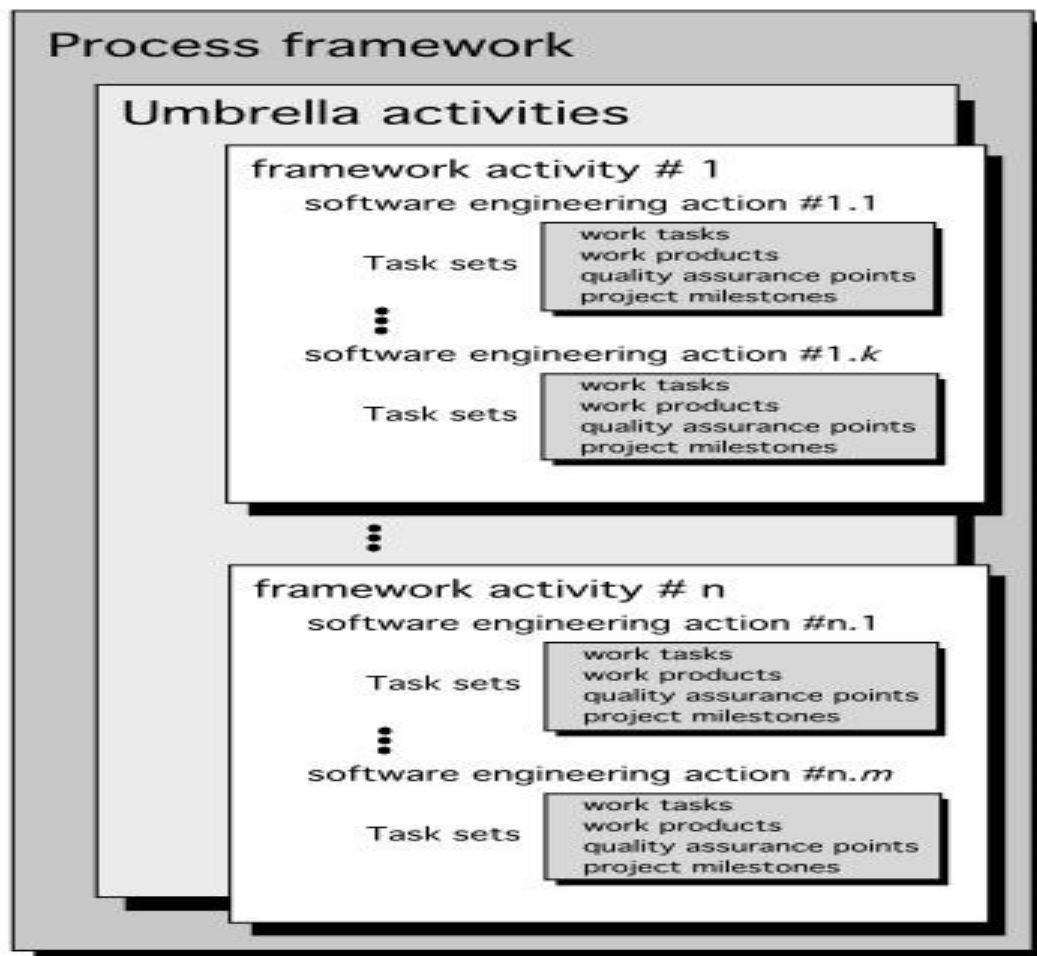 Process framework
Umbrella activities
framework activity # 1
software engineering action #1.1
work tasks
work products
Task sets
quality assurance points
project milestones
software engineering action #1.k
work tasks
work products
Task sets
quality assurance points
project milestones
framework activity # n
software engineering action #n.1
work tasks
work products
Task sets
quality assurance points
project milestones
software engineering action #n.m
work tasks
work products
Task sets
quality assurance points
project milestones